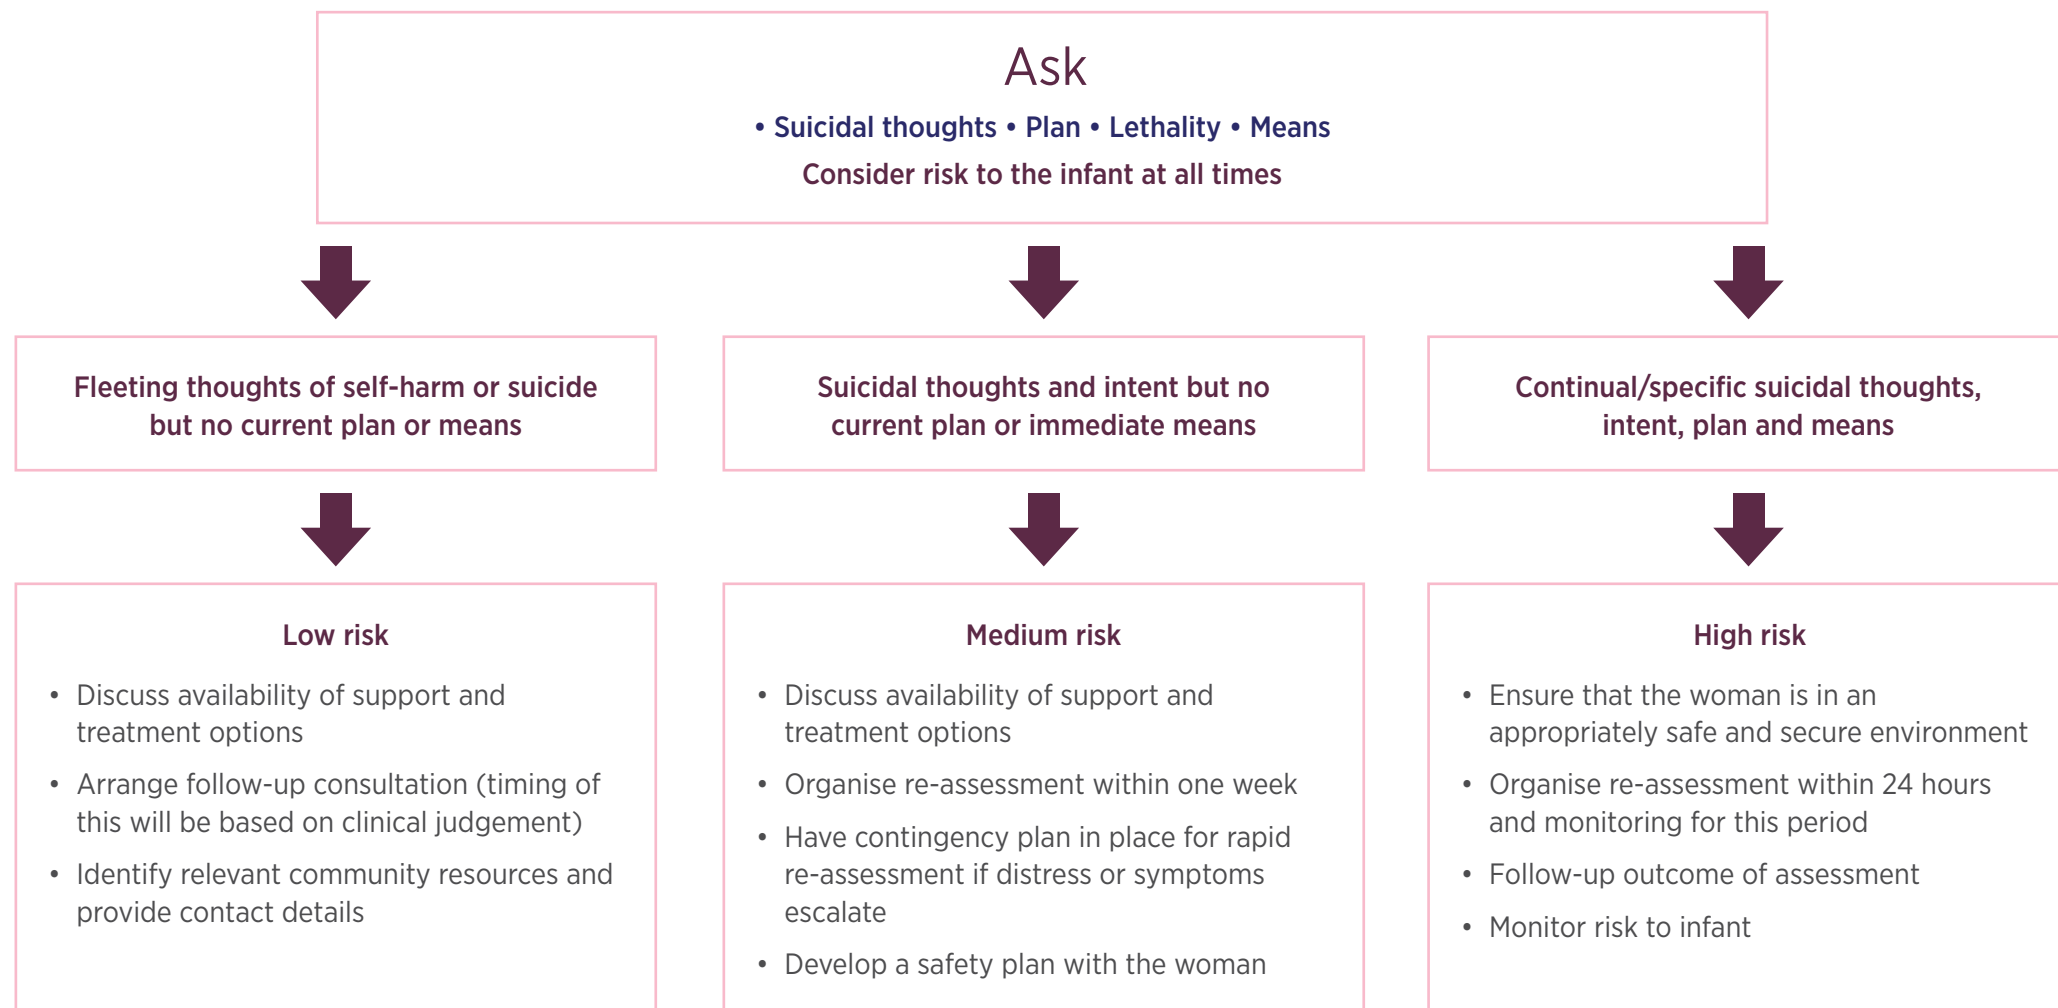 Ask
• Suicidal thoughts • Plan • Lethality • Means
Consider risk to the infant at all times
Fleeting thoughts of self-harm or suicide
but no current plan or means
Suicidal thoughts and intent but no
current plan or immediate means
Continual/specific suicidal thoughts,
intent, plan and means
Low risk
• Discuss availability of support and
treatment options
• Arrange follow-up consultation (timing of
this will be based on clinical judgement)
• Identify relevant community resources and
provide contact details
Medium risk
• Discuss availability of support and
treatment options
• Organise re-assessment within one week
• Have contingency plan in place for rapid
re-assessment if distress or symptoms
escalate
• Develop a safety plan with the woman
High risk
• Ensure that the woman is in an
appropriately safe and secure environment
• Organise re-assessment within 24 hours
and monitoring for this period
• Follow-up outcome of assessment
• Monitor risk to infant